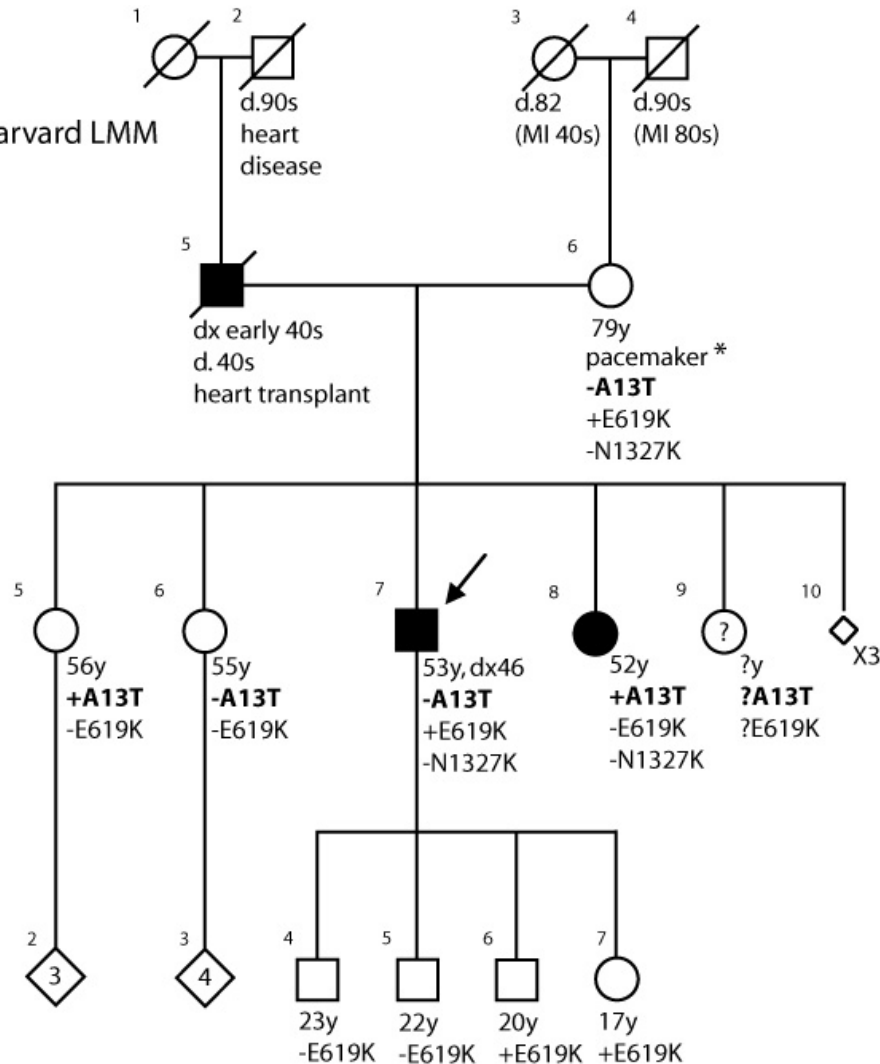 1
2
3
4
d.90s
heart
disease
d.82
(MI 40s)
d.90s
(MI 80s)
arvard LMM
5
6
dx early 40s
d. 40s
heart transplant
79y
pacemaker *
-A13T
+E619K
-N1327K
5
6
7
8
9
10
?
X3
56y
+A13T
-E619K
55y
-A13T
-E619K
53y, dx46
-A13T
+E619K
-N1327K
52y
+A13T
-E619K
-N1327K
?y
?A13T
?E619K
2
3
4
5
6
7
3
4
23y
-E619K
22y
-E619K
20y
+E619K
17y
+E619K